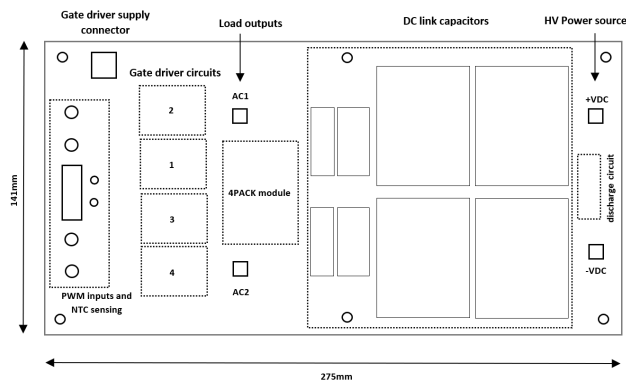 Gate driver supply
connector
Load outputs
DC link capacitors
HV Power source
Gate driver circuits
2
1
3
4
AC1
4PACK module
AC2
+VDC
discharge circuit
-VDC
PWM inputs and
NTC sensing
141mm
275mm